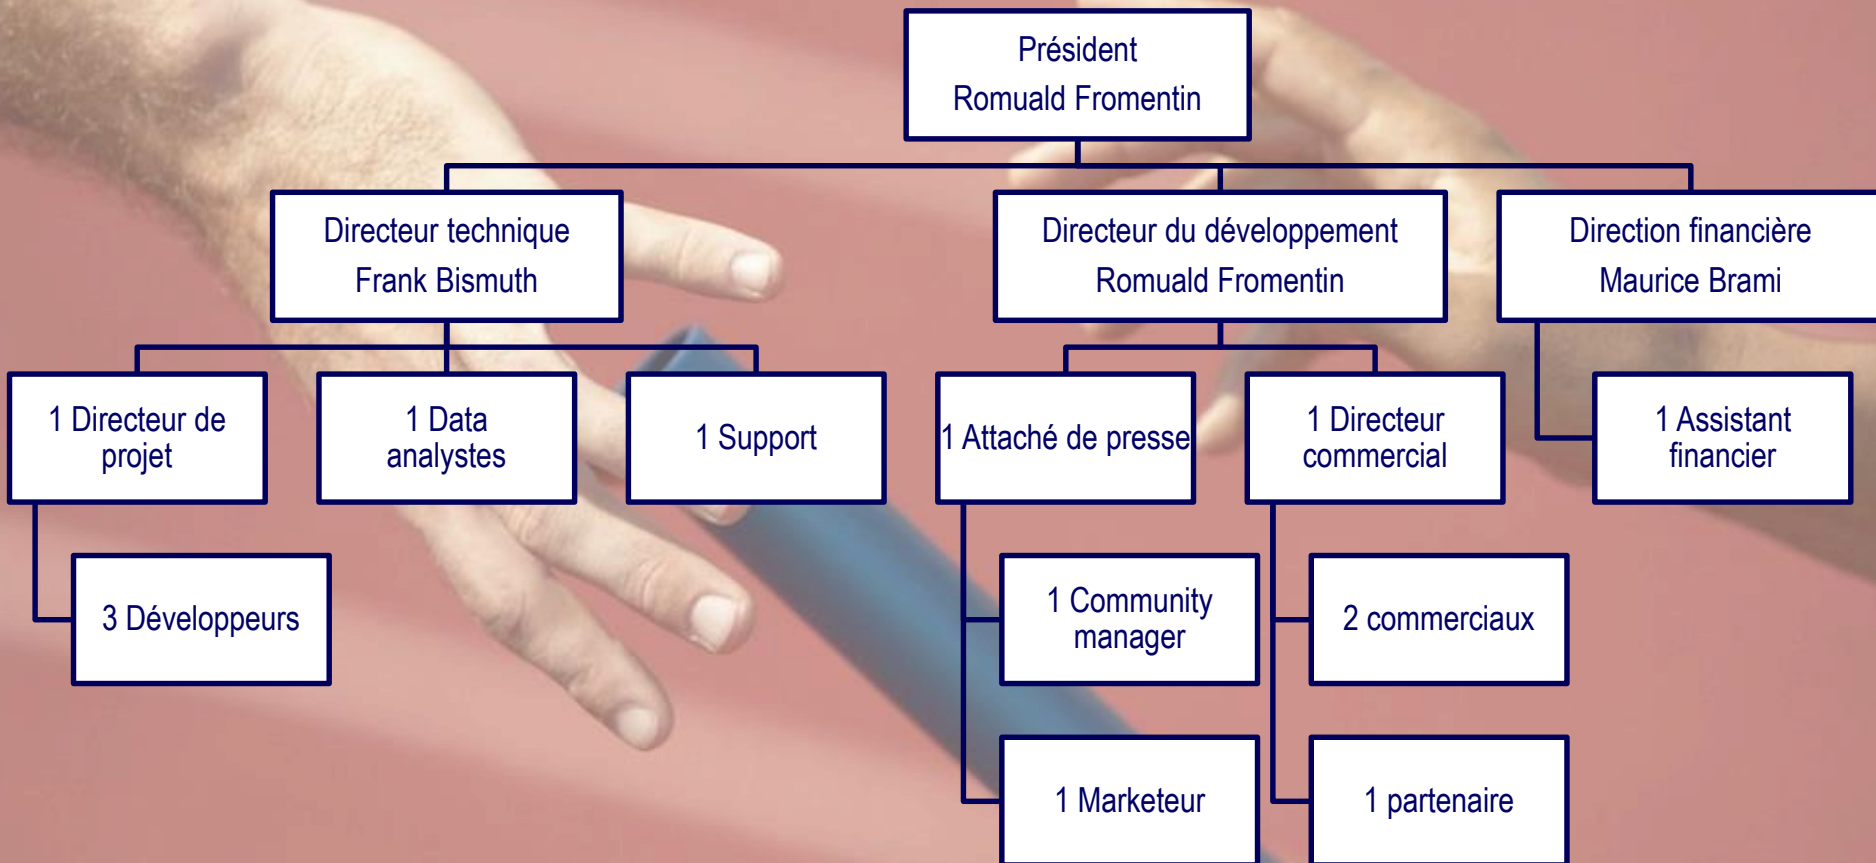 Président
Romuald Fromentin
Directeur technique
Frank Bismuth
Directeur du développement
Romuald Fromentin
Direction financière
Maurice Brami
1 Directeur de
projet
1 Data
analystes
1 Support
1 Attaché de presse
1 Directeur
commercial
1 Assistant
financier
3 Développeurs
1 Community
manager
2 commerciaux
1 Marketeur
1 partenaire